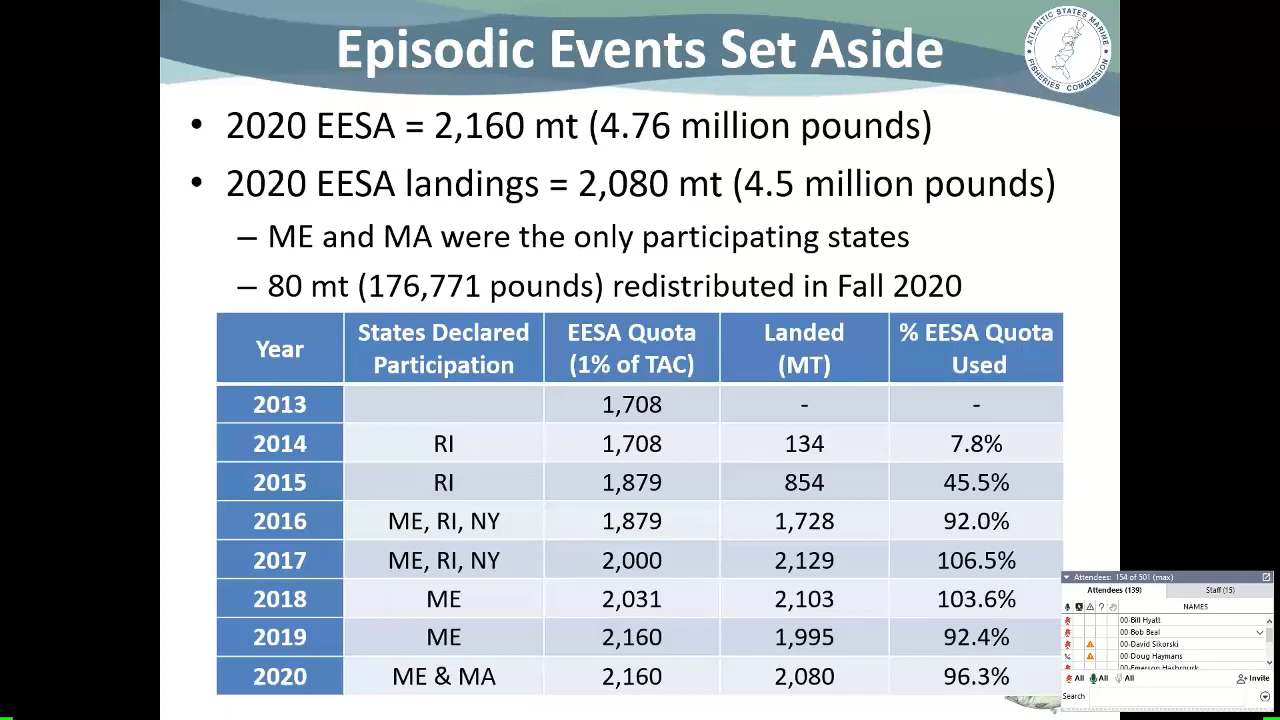 Episodic Events Set Aside
ATLANTIC STATES MARINE FISHERIES COMMISSION
• 2020 EESA = 2,160 mt (4.76 million pounds)
• 2020 EESA landings = 2,080 mt (4.5 million pounds)
– ME and MA were the only participating states
– 80 mt (176,771 pounds) redistributed in Fall 2020
Year States Declared Participation EESA Quota (1% of TAC) Landed (MT) % EESA Quota Used
2013 1,708 - -
2014 RI 1,708 134 7.8%
2015 RI 1,879 854 45.5%
2016 ME, RI, NY 1,879 1,728 92.0%
2017 ME, RI, NY 2,000 2,129 106.5%
2018 ME 2,031 2,103 103.6%
2019 ME 2,160 1,995 92.4%
2020 ME & MA 2,160 2,080 96.3%
Attendees: 154 of 501 (max)
Attendees (139) Staff (15)
? NAMES
00-Bill Hyatt
00-Bob Beal
00-David Sikorski
00-Doug Haymans
00-Emerson Hasbrouck
All All All Invite
Search